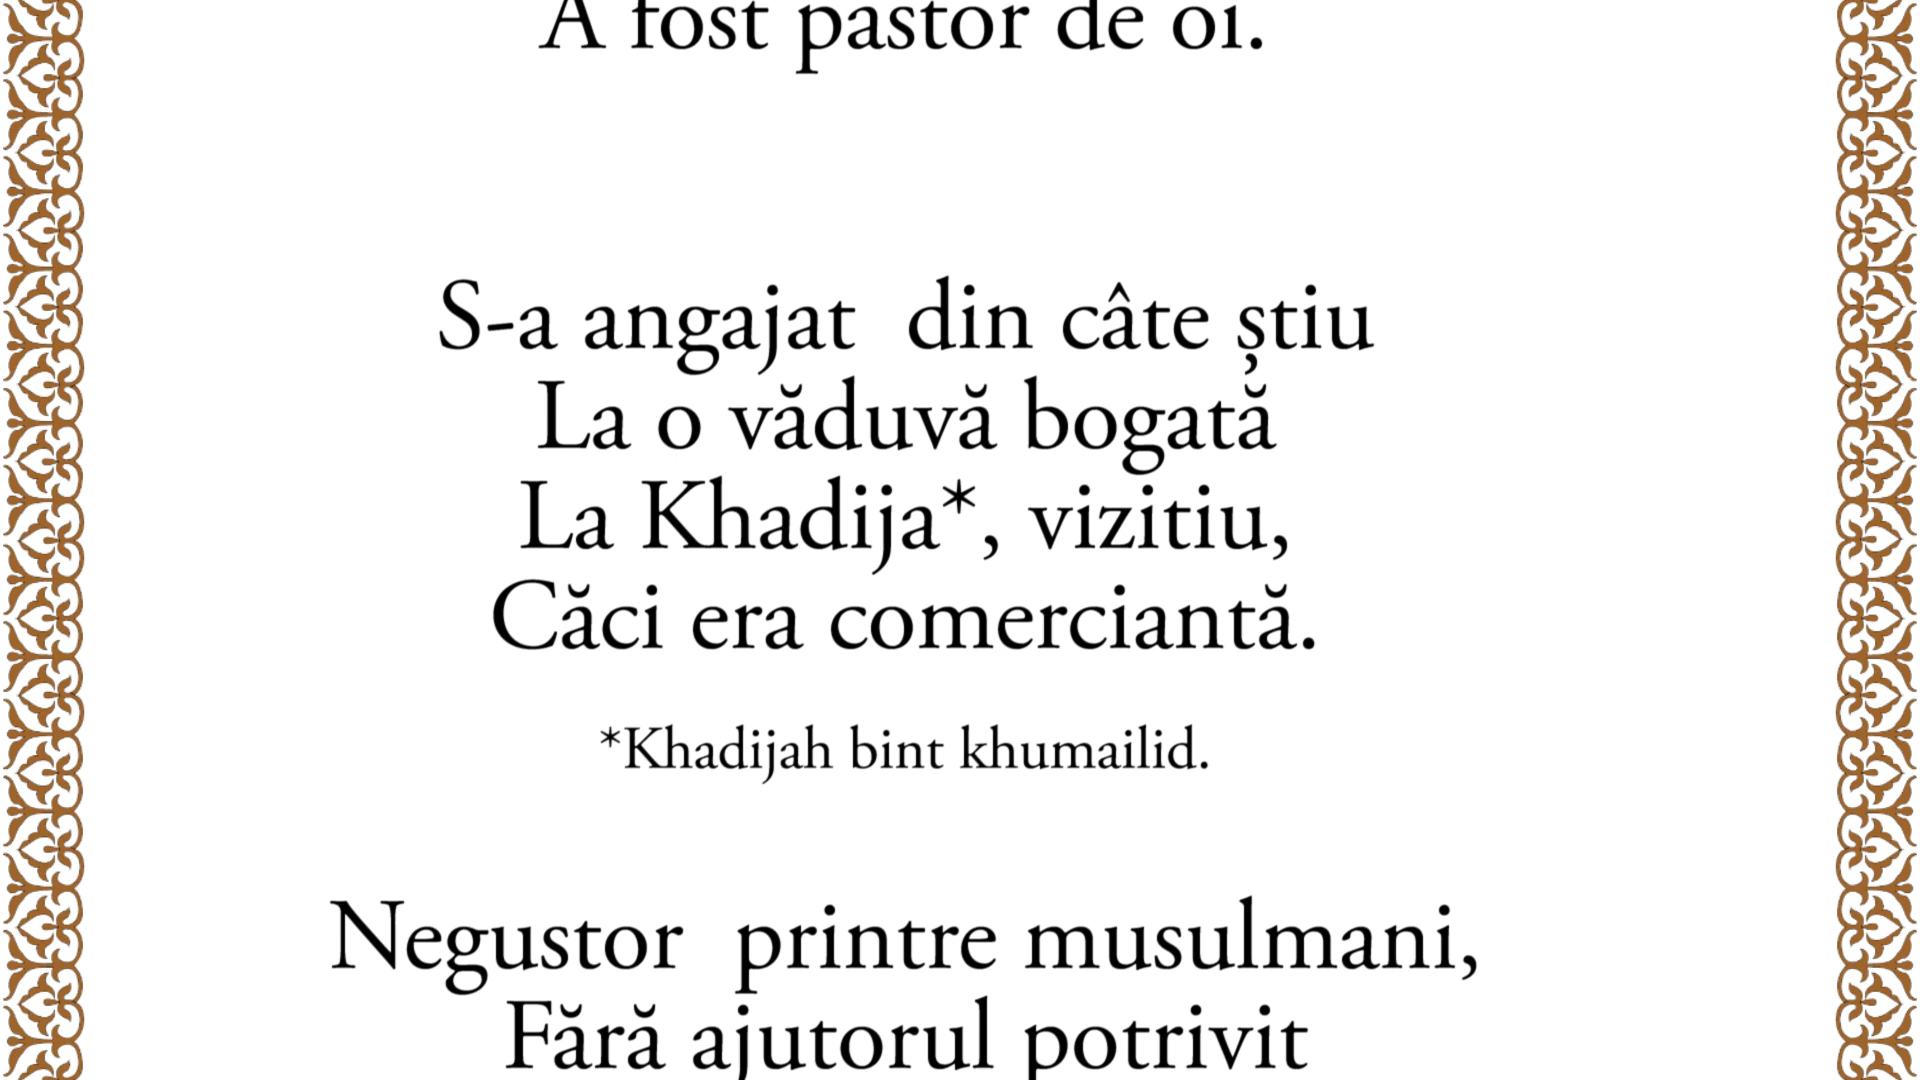 A fost pastor de oi.
S-a angajat  din câte știu
La o văduvă bogată
La Khadija*, vizitiu,
Căci era comerciantă.
*Khadijah bint khumailid.
Negustor  printre musulmani,
Fără ajutorul potrivit